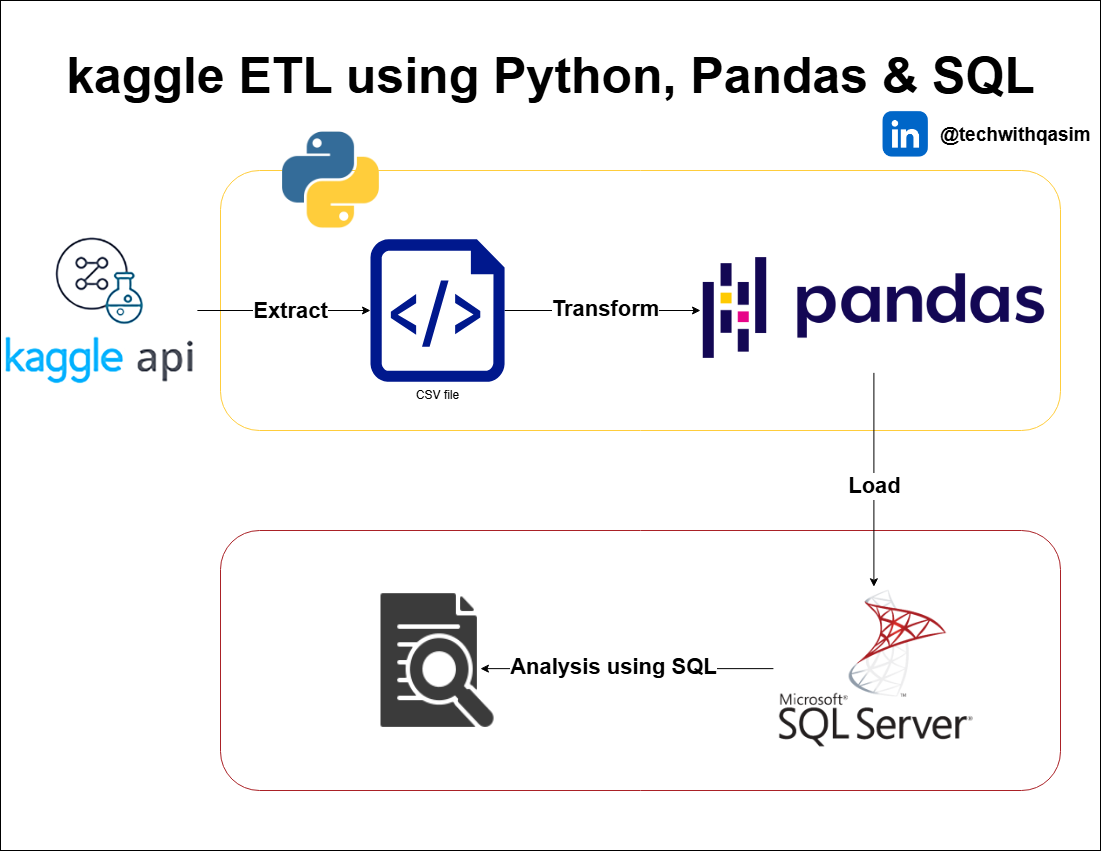 kaggle ETL using Python, Pandas & SQL
in @techwithqasim
kaggle api
Extract
</>
CSV file
Transform
pandas
Load
Analysis using SQL
Microsoft®
SQL Server®
™